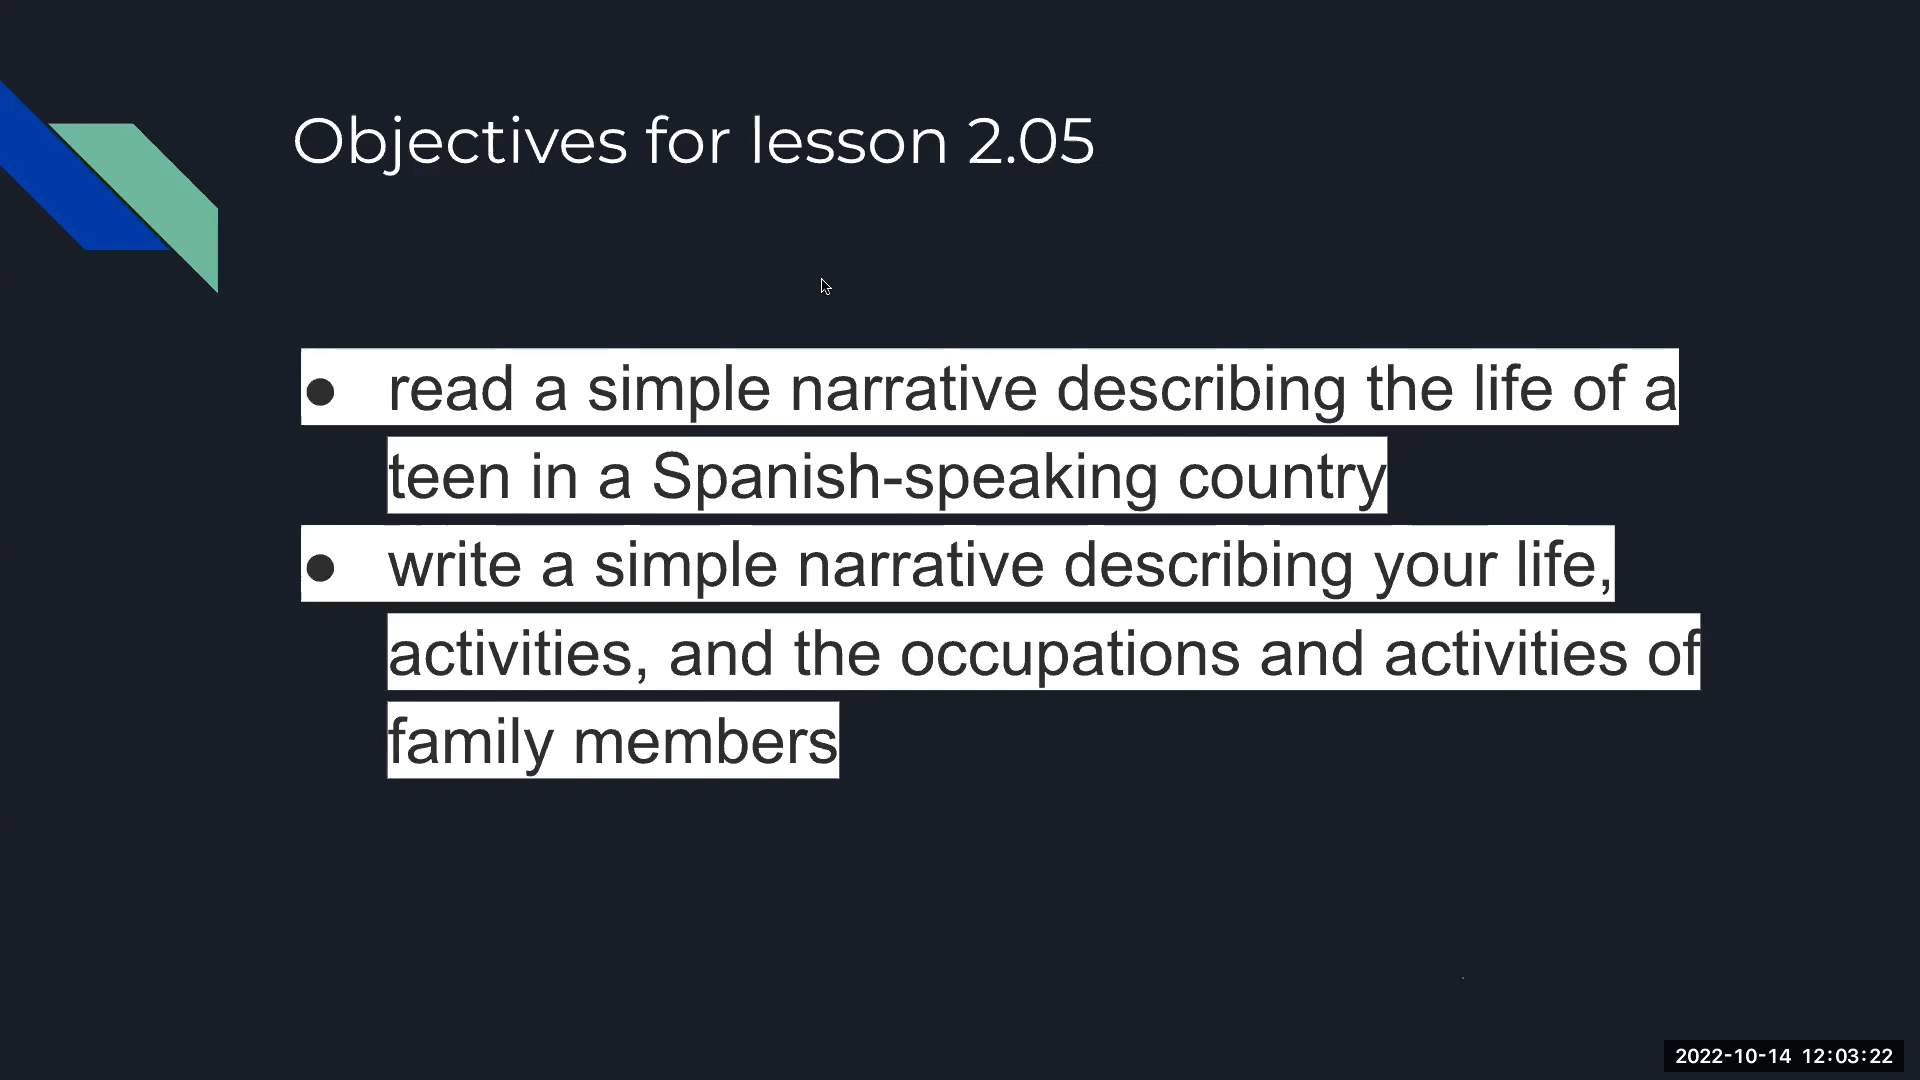 Objectives for lesson 2.05
● read a simple narrative describing the life of a
teen in a Spanish-speaking country
● write a simple narrative describing your life,
activities, and the occupations and activities of
family members
2022-10-14 12:03:22